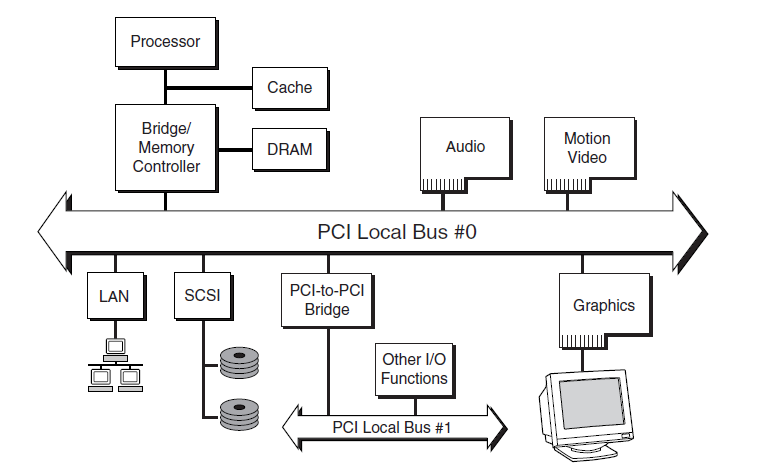 Processor
Cache
Bridge/
Memory
Controller
DRAM
Audio
Motion
Video
PCI Local Bus #0
LAN
SCSI
PCI-to-PCI
Bridge
Graphics
Other I/O
Functions
PCI Local Bus #1